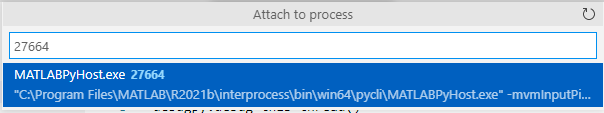 Attach to process
27664
MATLABPyHost.exe 27664
"C:\Program Files\MATLAB\R2021b\interprocess\bin\win64\pycli\MATLABPyHost.exe" -mvmInputPi...